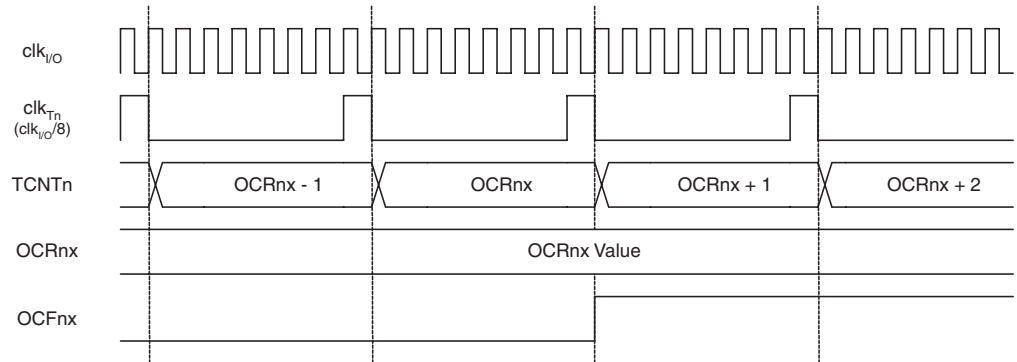 clkI/O
clkTn
(clkI/O/8)
TCNTn
OCRnx - 1
OCRnx
OCRnx + 1
OCRnx + 2
OCRnx
OCRnx Value
OCFnx